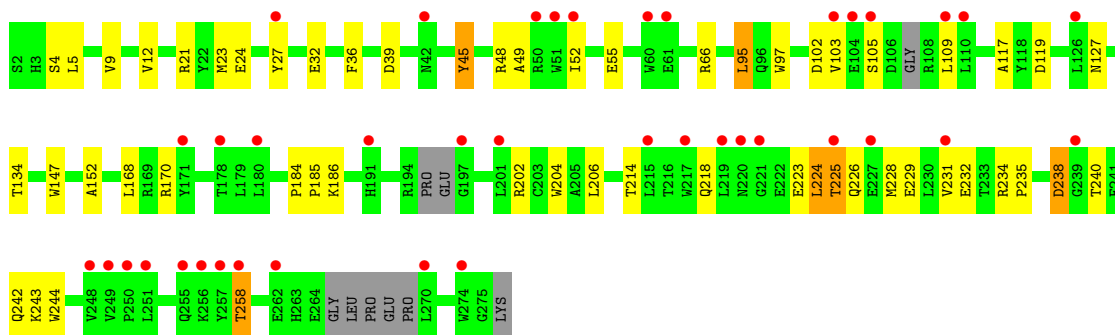 S2 H3 S4 L5 V9 V12 R21 Y22 M23 E24 Y27 E32 F36 D39 N42 Y45 R48 A49 R50 W51 I52 E55 W60 E61 R66 L95 Q96 W97 D102 V103 E104 S105 D106 GLY R108 L109 L110 A117 Y118 D119 L126 N127
T134 W147 A152 L168 R169 R170 Y171 T178 L179 L180 P184 P185 K186 H191 R194 PRO GLU G197 L201 R202 C203 W204 A205 L206 T214 L215 T216 W217 Q218 L219 N220 G221 E222 E223 L224 T225 Q226 E227 M228 E229 L230 V231 E232 T233 R234 P235 D238 G239 T240 F241
Q242 K243 W244 V248 V249 P250 L251 Q255 K256 Y257 T258 E262 H263 E264 GLY LEU PRO GLU PRO L270 W274 G275 LYS